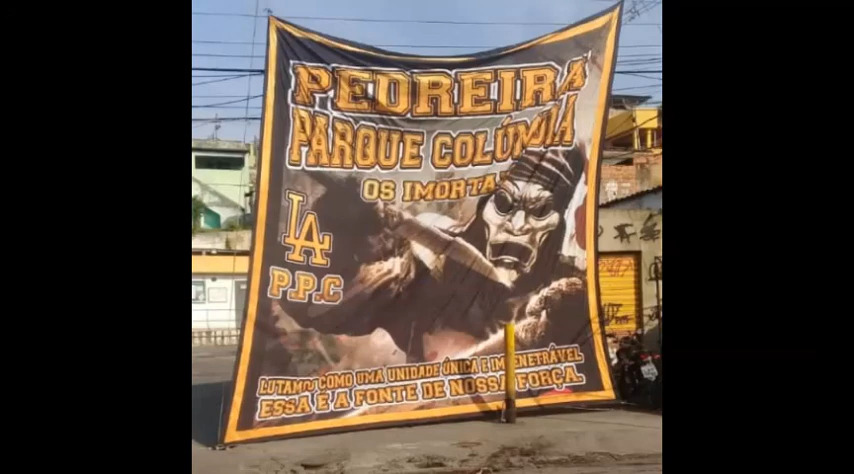 PEDREIRA
PARQUE COLÚMBIA
OS IMORTA
LA
P.P.C
LUTAMOS COMO UMA UNIDADE ÚNICA E IMPENETRÁVEL
ESSA É A FONTE DE NOSSA FORÇA.